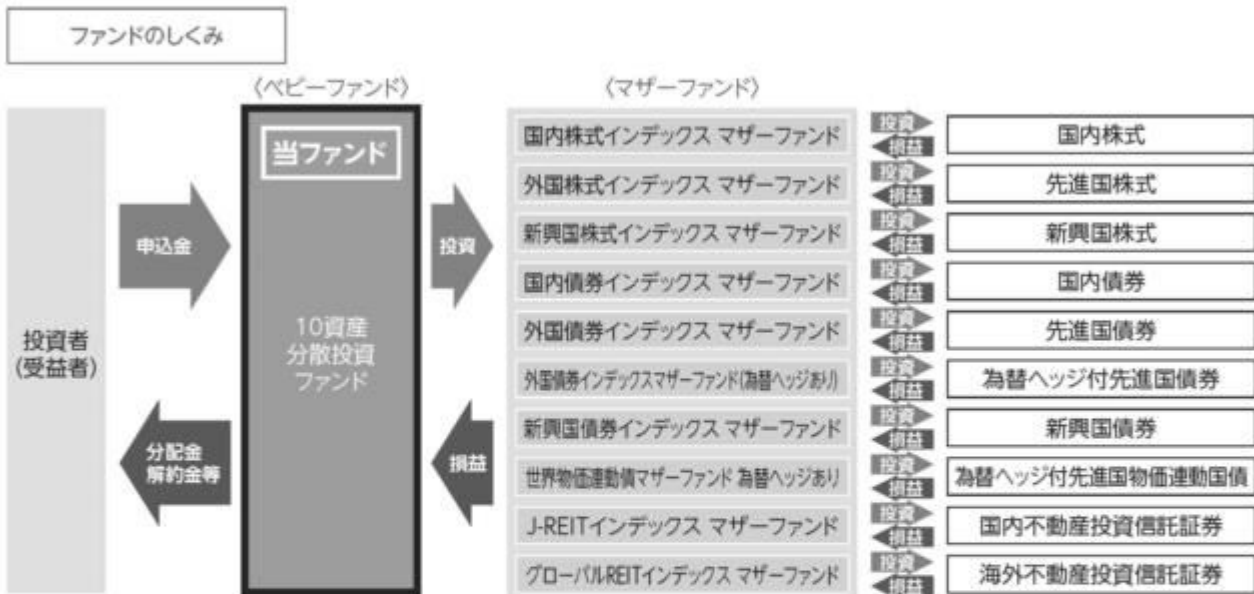 ファンドのしくみ
〈ベビーファンド〉
〈マザーファンド〉
投資者
(受益者)
申込金
分配金
解約金等
当ファンド
10資産
分散投資
ファンド
投資
損益
国内株式インデックス マザーファンド
投資
損益
国内株式
外国株式インデックス マザーファンド
投資
損益
先進国株式
新興国株式インデックス マザーファンド
投資
損益
新興国株式
国内債券インデックス マザーファンド
投資
損益
国内債券
外国債券インデックス マザーファンド
投資
損益
先進国債券
外国債券インデックスマザーファンド(為替ヘッジあり)
投資
損益
為替ヘッジ付先進国債券
新興国債券インデックス マザーファンド
投資
損益
新興国債券
世界物価連動債マザーファンド 為替ヘッジあり
投資
損益
為替ヘッジ付先進国物価連動国債
J-REITインデックス マザーファンド
投資
損益
国内不動産投資信託証券
グローバルREITインデックス マザーファンド
投資
損益
海外不動産投資信託証券